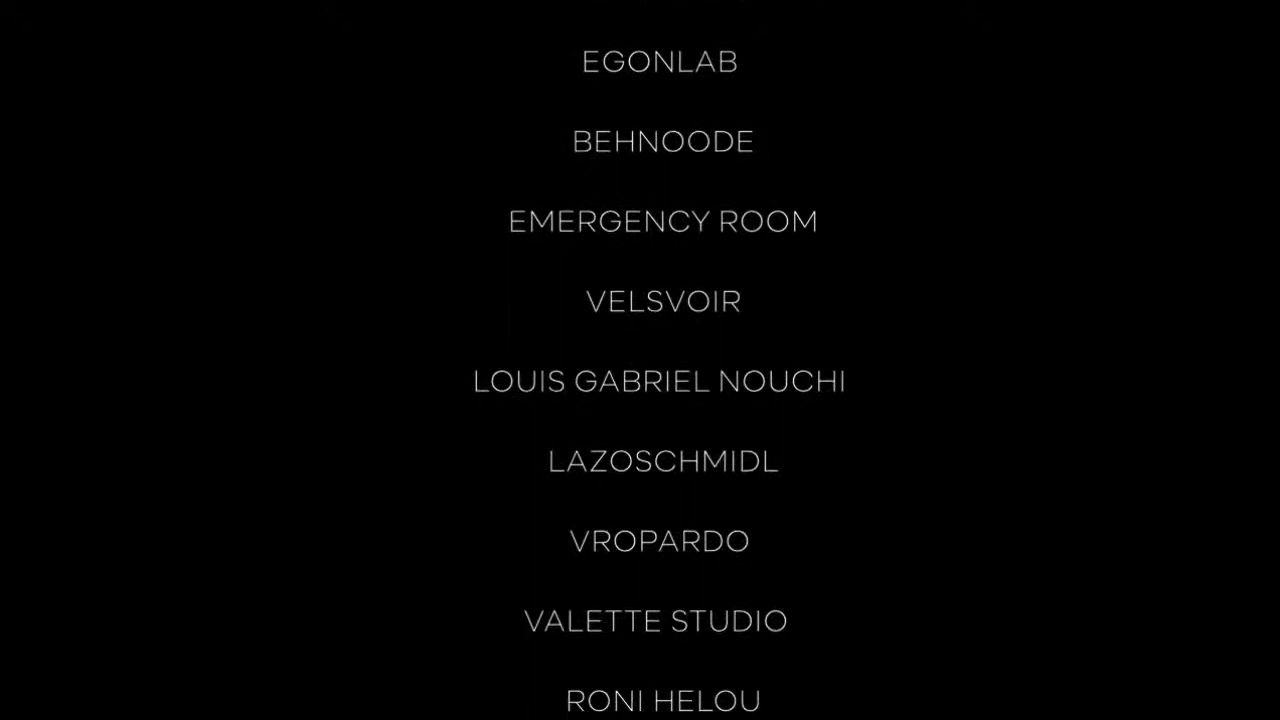 EGONLAB
BEHNOODE
EMERGENCY ROOM
VELSVOIR
LOUIS GABRIEL NOUCHI
LAZOSCHMIDL
VROPARDO
VALETTE STUDIO
RONI HELOU